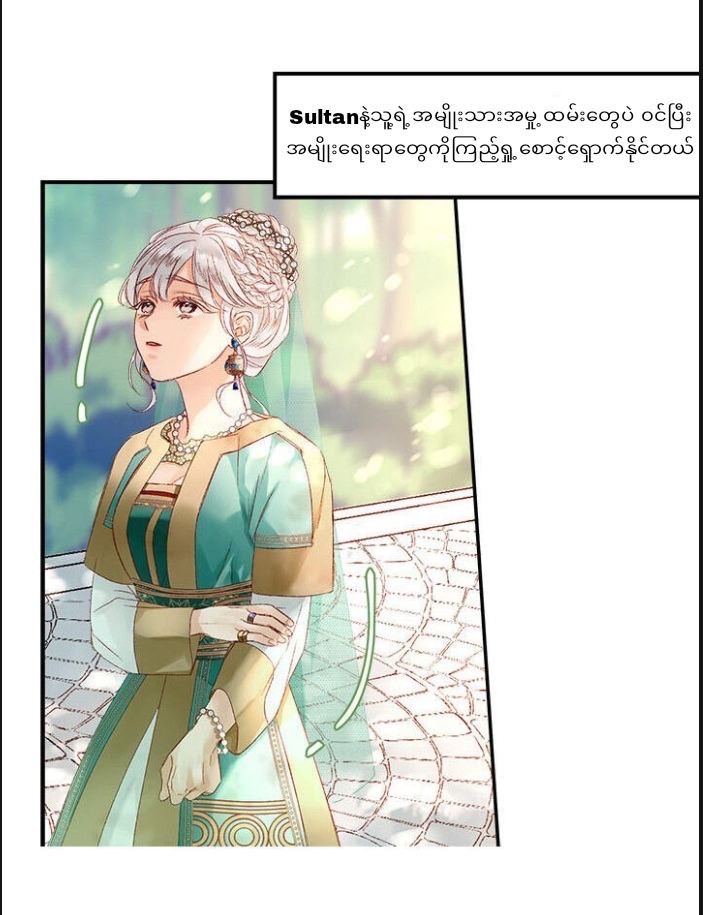 Sultanနဲ့သူ့ရဲ့ အမျိုးသားအမှု့ ထမ်းတွေပဲ ဝင်ပြီး
အမျိုးရေးရာတွေကိုကြည့်ရှု့ စောင့်ရှောက်နိုင်တယ်